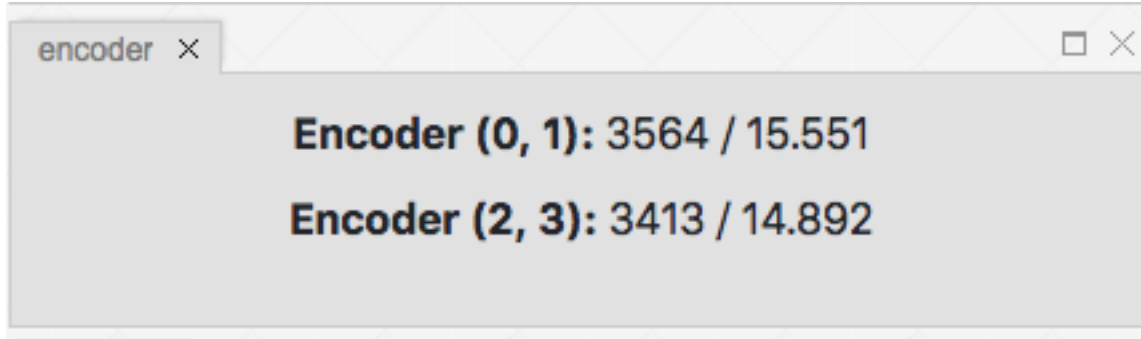 encoder
Encoder (0, 1): 3564 / 15.551
Encoder (2, 3): 3413 / 14.892